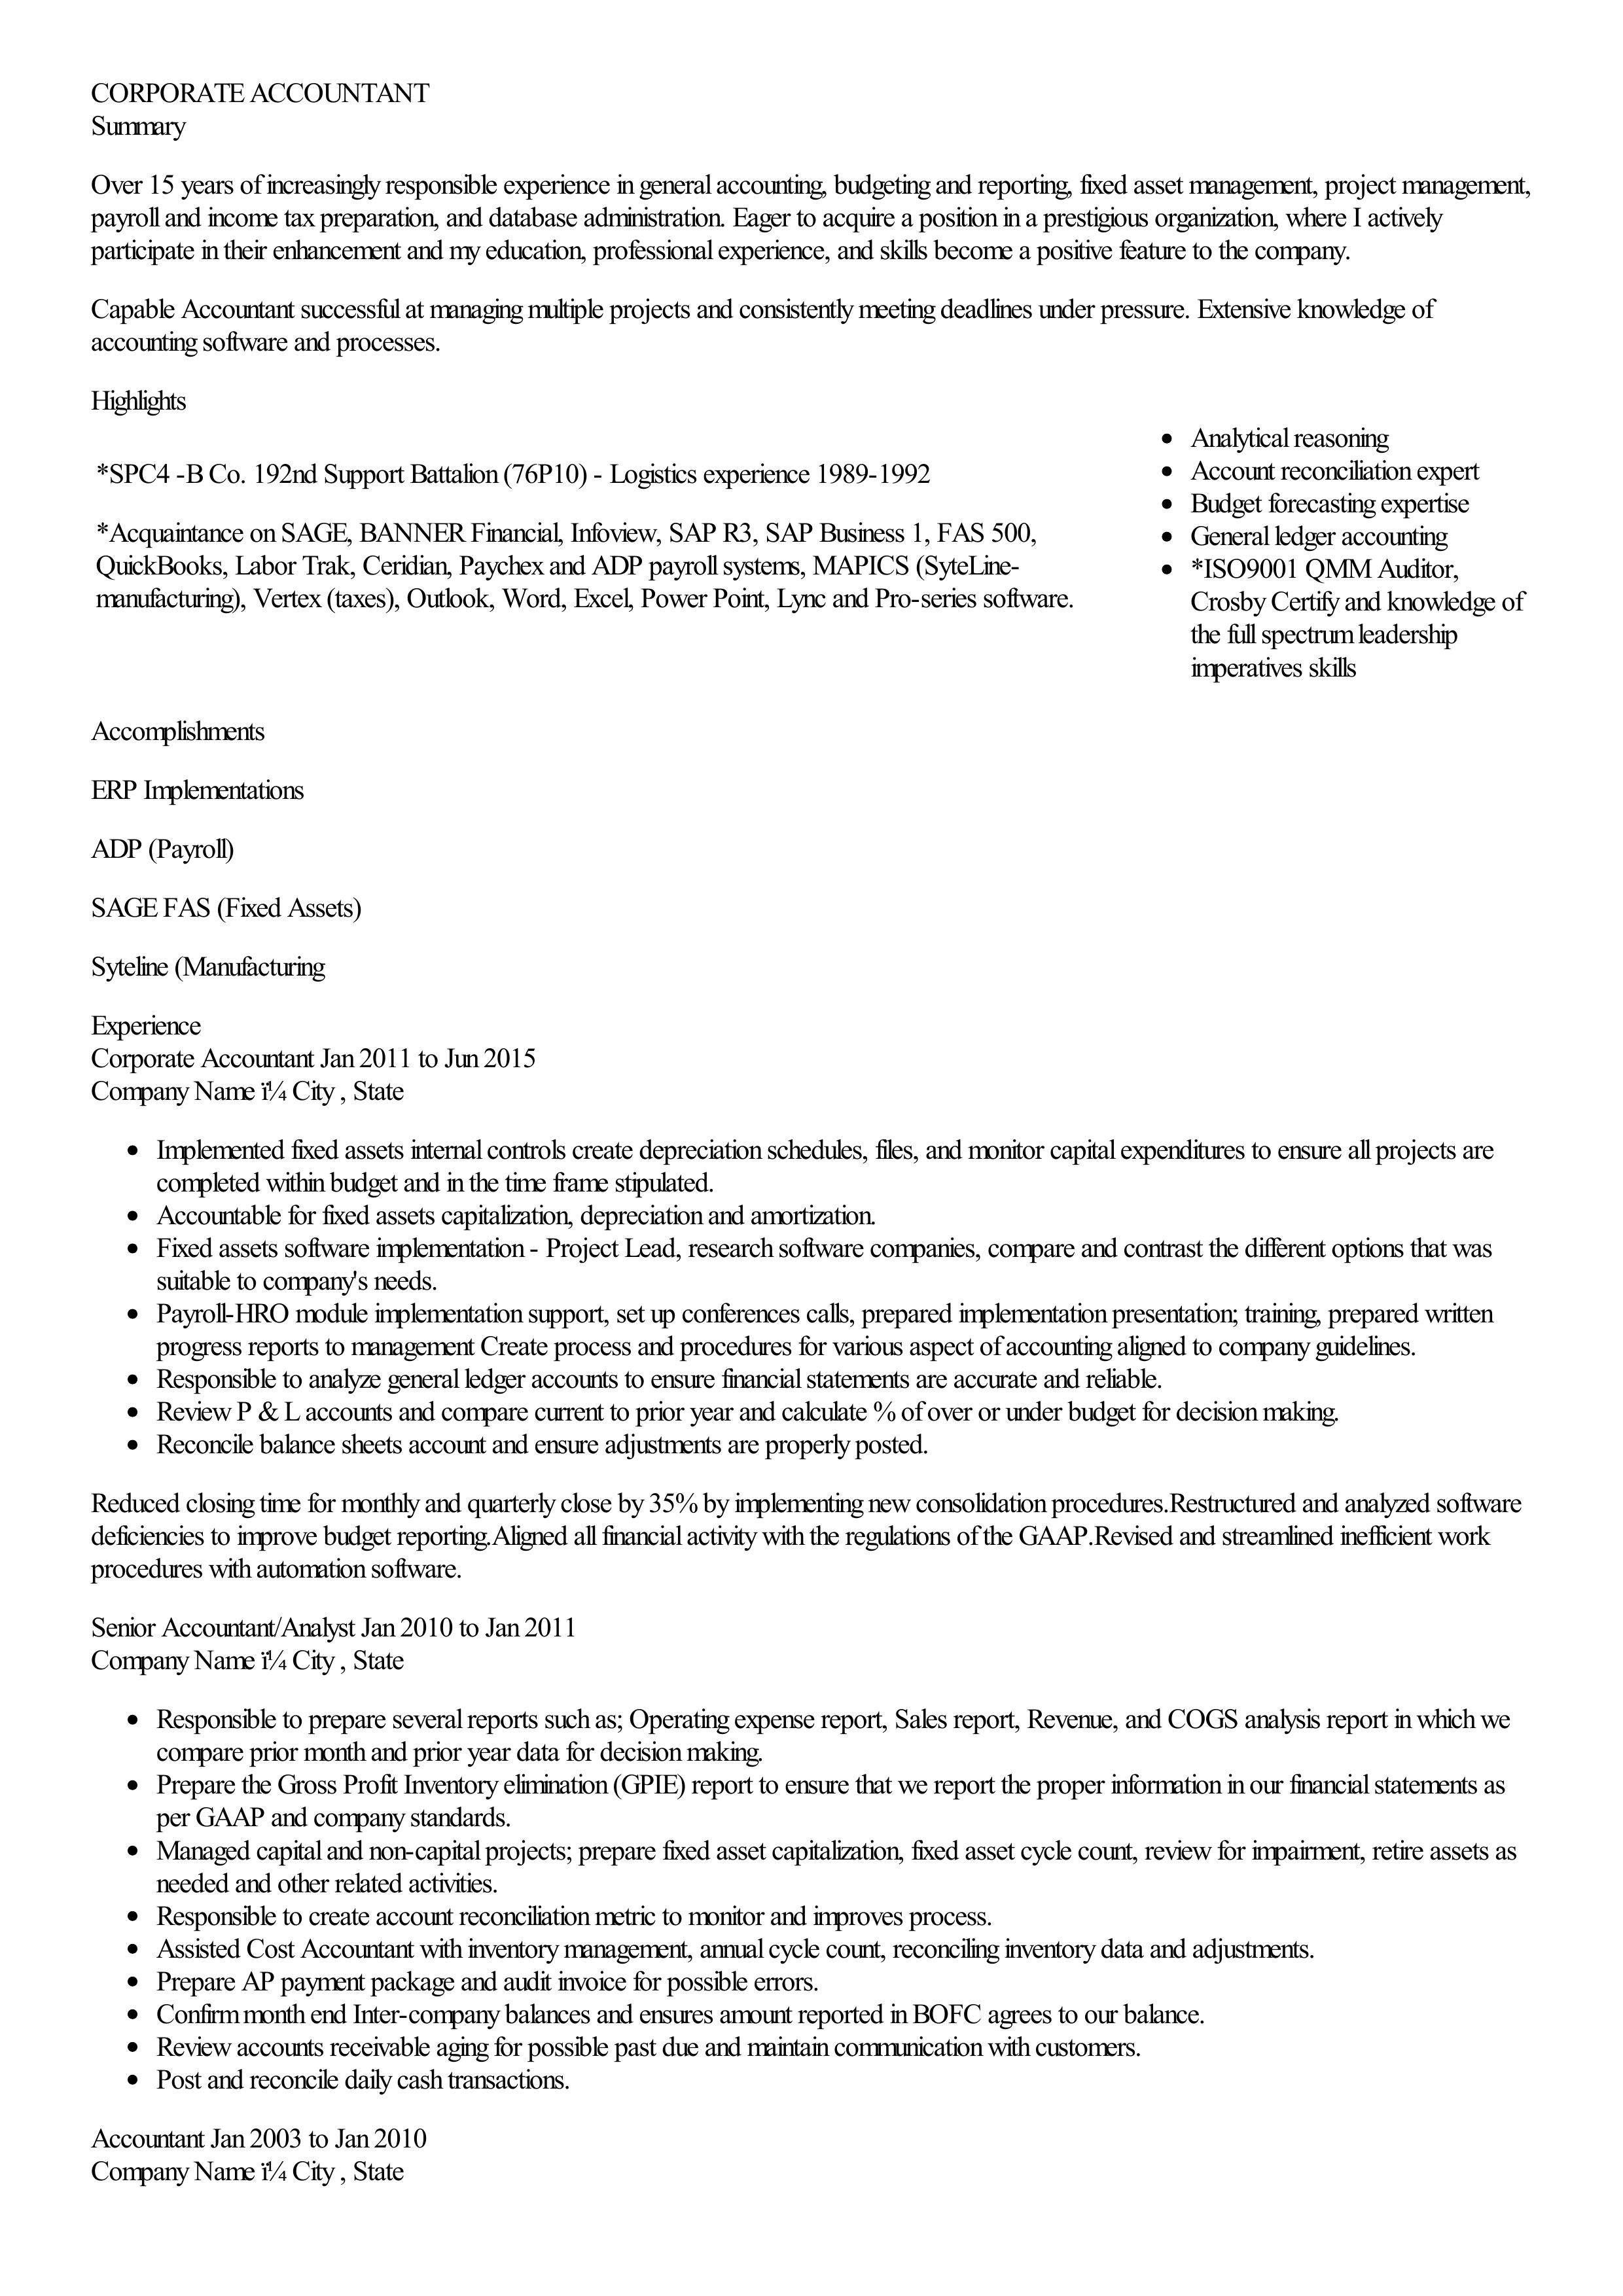 CORPORATE ACCOUNTANT
Summary
Over 15 years of increasingly responsible experience in general accounting, budgeting and reporting, fixed asset management, project management,
payroll and income tax preparation, and database administration. Eager to acquire a position in a prestigious organization, where I actively
participate in their enhancement and my education, professional experience, and skills become a positive feature to the company.
Capable Accountant successful at managing multiple projects and consistently meeting deadlines under pressure. Extensive knowledge of
accounting software and processes.
Highlights
*SPC4 -B Co. 192nd Support Battalion (76P10) - Logistics experience 1989-1992
*Acquaintance on SAGE, BANNER Financial, Infoview, SAP R3, SAP Business 1, FAS 500,
QuickBooks, Labor Trak, Ceridian, Paychex and ADP payroll systems, MAPICS (SyteLine-
manufacturing), Vertex (taxes), Outlook, Word, Excel, Power Point, Lync and Pro-series software.
• Analytical reasoning
• Account reconciliation expert
• Budget forecasting expertise
• General ledger accounting
• *ISO9001 QMM Auditor,
Crosby Certify and knowledge of
the full spectrum leadership
imperatives skills
Accomplishments
ERP Implementations
ADP (Payroll)
SAGE FAS (Fixed Assets)
Syteline (Manufacturing
Experience
Corporate Accountant Jan 2011 to Jun 2015
Company Name ï¼ City , State
• Implemented fixed assets internal controls create depreciation schedules, files, and monitor capital expenditures to ensure all projects are
completed within budget and in the time frame stipulated.
• Accountable for fixed assets capitalization, depreciation and amortization.
• Fixed assets software implementation - Project Lead, research software companies, compare and contrast the different options that was
suitable to company's needs.
• Payroll-HRO module implementation support, set up conferences calls, prepared implementation presentation; training, prepared written
progress reports to management Create process and procedures for various aspect of accounting aligned to company guidelines.
• Responsible to analyze general ledger accounts to ensure financial statements are accurate and reliable.
• Review P & L accounts and compare current to prior year and calculate % of over or under budget for decision making.
• Reconcile balance sheets account and ensure adjustments are properly posted.
Reduced closing time for monthly and quarterly close by 35% by implementing new consolidation procedures.Restructured and analyzed software
deficiencies to improve budget reporting.Aligned all financial activity with the regulations of the GAAP.Revised and streamlined inefficient work
procedures with automation software.
Senior Accountant/Analyst Jan 2010 to Jan 2011
Company Name ï¼ City , State
• Responsible to prepare several reports such as; Operating expense report, Sales report, Revenue, and COGS analysis report in which we
compare prior month and prior year data for decision making.
• Prepare the Gross Profit Inventory elimination (GPIE) report to ensure that we report the proper information in our financial statements as
per GAAP and company standards.
• Managed capital and non-capital projects; prepare fixed asset capitalization, fixed asset cycle count, review for impairment, retire assets as
needed and other related activities.
• Responsible to create account reconciliation metric to monitor and improves process.
• Assisted Cost Accountant with inventory management, annual cycle count, reconciling inventory data and adjustments.
• Prepare AP payment package and audit invoice for possible errors.
• Confirm month end Inter-company balances and ensures amount reported in BOFC agrees to our balance.
• Review accounts receivable aging for possible past due and maintain communication with customers.
• Post and reconcile daily cash transactions.
Accountant Jan 2003 to Jan 2010
Company Name ï¼ City , State